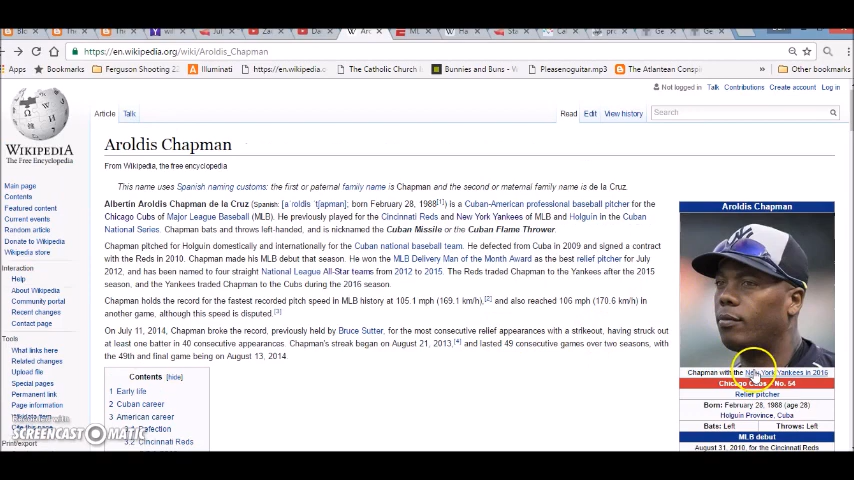 https://en.wikipedia.org/wiki/Aroldis_Chapman
Apps Bookmarks Ferguson Shooting 22 Illuminati https://en.wikipedia.o The Catholic Church Bunnies and Buns: Pleasenoguitar.mp3 The Atlantean Conspi » Other bookmarks
Not logged in Talk Contributions Create account Log in
Article Talk Read Edit View history Search
WIKIPEDIA
The Free Encyclopedia
Main page
Contents
Featured content
Current events
Random article
Donate to Wikipedia
Wikipedia store
Interaction
Help
About Wikipedia
Community portal
Recent changes
Contact page
Tools
What links here
Related changes
Upload file
Special pages
Permanent link
Page information
Wikidata item
Cite this page
Print/export
SCREENCAST MATIC
Aroldis Chapman
From Wikipedia, the free encyclopedia
This name uses Spanish naming customs: the first or paternal family name is Chapman and the second or maternal family name is de la Cruz.
Albertin Aroldis Chapman de la Cruz (Spanish: [aˈɾoldis ˈtʃapman]; born February 28, 1988)[1] is a Cuban-American professional baseball pitcher for the
Chicago Cubs of Major League Baseball (MLB). He previously played for the Cincinnati Reds and New York Yankees of MLB and Holguin in the Cuban
National Series. Chapman bats and throws left-handed, and is nicknamed the Cuban Missile or the Cuban Flame Thrower.
Chapman pitched for Holguin domestically and internationally for the Cuban national baseball team. He defected from Cuba in 2009 and signed a contract
with the Reds in 2010. Chapman made his MLB debut that season. He won the MLB Delivery Man of the Month Award as the best relief pitcher for July
2012, and has been named to four straight National League All-Star teams from 2012 to 2015. The Reds traded Chapman to the Yankees after the 2015
season, and the Yankees traded Chapman to the Cubs during the 2016 season.
Chapman holds the record for the fastest recorded pitch speed in MLB history at 105.1 mph (169.1 km/h),[2] and also reached 106 mph (170.6 km/h) in
another game, although this speed is disputed.[3]
On July 11, 2014, Chapman broke the record, previously held by Bruce Sutter, for the most consecutive relief appearances with a strikeout, having struck out
at least one batter in 40 consecutive appearances. Chapman's streak began on August 21, 2013,[4] and lasted 49 consecutive games over two seasons, with
the 49th and final game being on August 13, 2014.
Contents [hide]
1 Early life
2 Cuban career
3 American career
3.1 Defection
3.2 Cincinnati Reds
Aroldis Chapman
Chapman with the New York Yankees in 2016
Chicago Cubs - No. 54
Relief pitcher
Born: February 28, 1988 (age 28)
Holguin Province, Cuba
Bats: Left Throws: Left
MLB debut
August 31, 2010, for the Cincinnati Reds